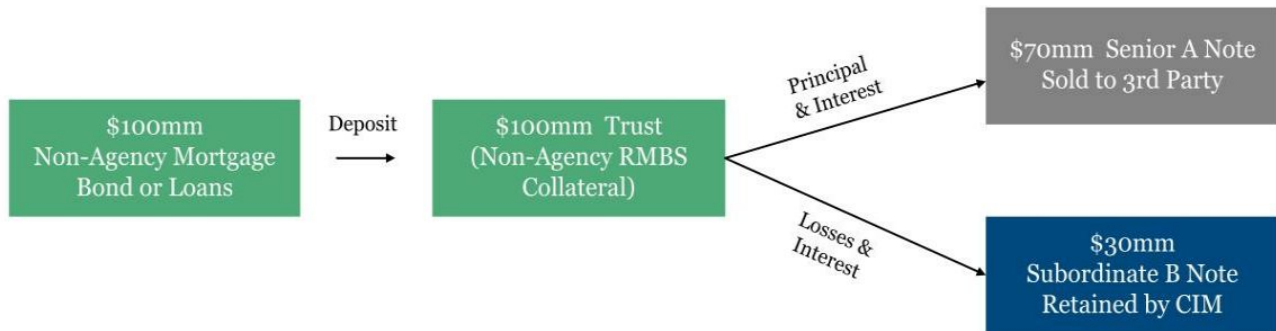 $100mm
Non-Agency Mortgage
Bond or Loans
Deposit
$100mm Trust
(Non-Agency RMBS
Collateral)
Principal
& Interest
$70mm Senior A Note
Sold to 3rd Party
Losses &
Interest
$30mm
Subordinate B Note
Retained by CIM